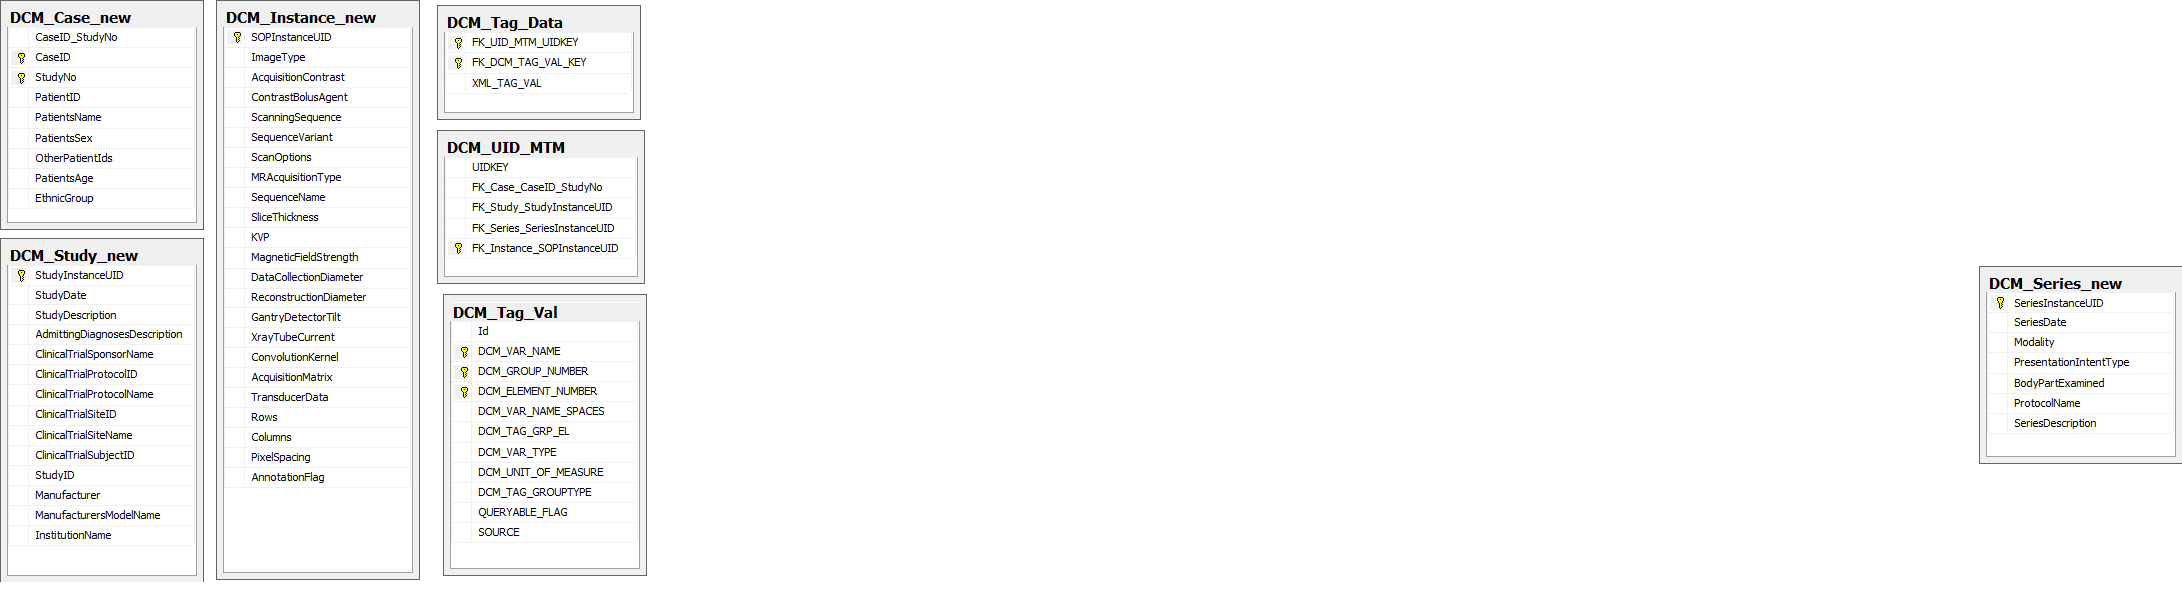 DCM_Case_new
CaseID_StudyNo
CaseID
StudyNo
PatientID
PatientsName
PatientsSex
OtherPatientIds
PatientsAge
EthnicGroup
DCM_Study_new
StudyInstanceUID
StudyDate
StudyDescription
AdmittingDiagnosesDescription
ClinicalTrialSponsorName
ClinicalTrialProtocolID
ClinicalTrialProtocolName
ClinicalTrialSiteID
ClinicalTrialSiteName
ClinicalTrialSubjectID
StudyID
Manufacturer
ManufacturersModelName
InstitutionName
DCM_Instance_new
SOPInstanceUID
ImageType
AcquisitionContrast
ContrastBolusAgent
ScanningSequence
SequenceVariant
ScanOptions
MRAcquisitionType
SequenceName
SliceThickness
KVP
MagneticFieldStrength
DataCollectionDiameter
ReconstructionDiameter
GantryDetectorTilt
XrayTubeCurrent
ConvolutionKernel
AcquisitionMatrix
TransducerData
Rows
Columns
PixelSpacing
AnnotationFlag
DCM_Tag_Data
FK_UID_MTM_UIDKEY
FK_DCM_TAG_VAL_KEY
XML_TAG_VAL
DCM_UID_MTM
UIDKEY
FK_Case_CaseID_StudyNo
FK_Study_StudyInstanceUID
FK_Series_SeriesInstanceUID
FK_Instance_SOPInstanceUID
DCM_Tag_Val
Id
DCM_VAR_NAME
DCM_GROUP_NUMBER
DCM_ELEMENT_NUMBER
DCM_VAR_NAME_SPACES
DCM_TAG_GRP_EL
DCM_VAR_TYPE
DCM_UNIT_OF_MEASURE
DCM_TAG_GROUPTYPE
QUERYABLE_FLAG
SOURCE
DCM_Series_new
SeriesInstanceUID
SeriesDate
Modality
PresentationIntentType
BodyPartExamined
ProtocolName
SeriesDescription